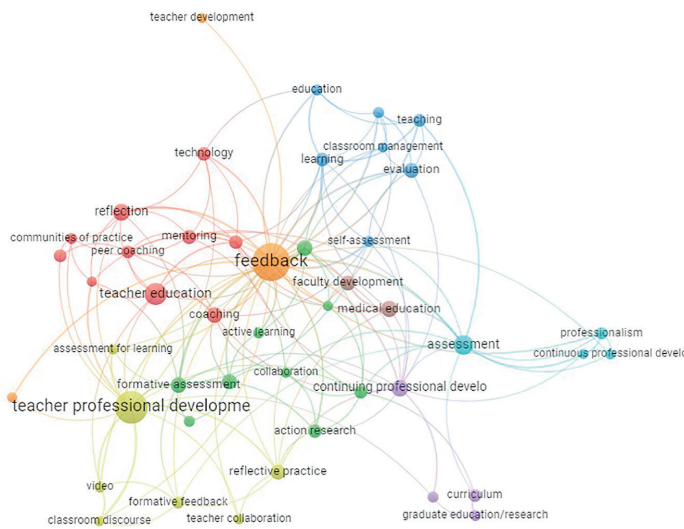 teacher development
education
teaching
classroom management
technology
learning
evaluation
reflection
communities of practice
mentoring
self-assessment
peer coaching
feedback
faculty development
teacher education
medical education
coaching
active learning
professionalism
assessment
assessment for learning
continuous professional develo
collaboration
formative assessment
continuing professional develo
teacher professional developme
action research
reflective practice
video
curriculum
formative feedback
graduate education/research
classroom discourse
teacher collaboration